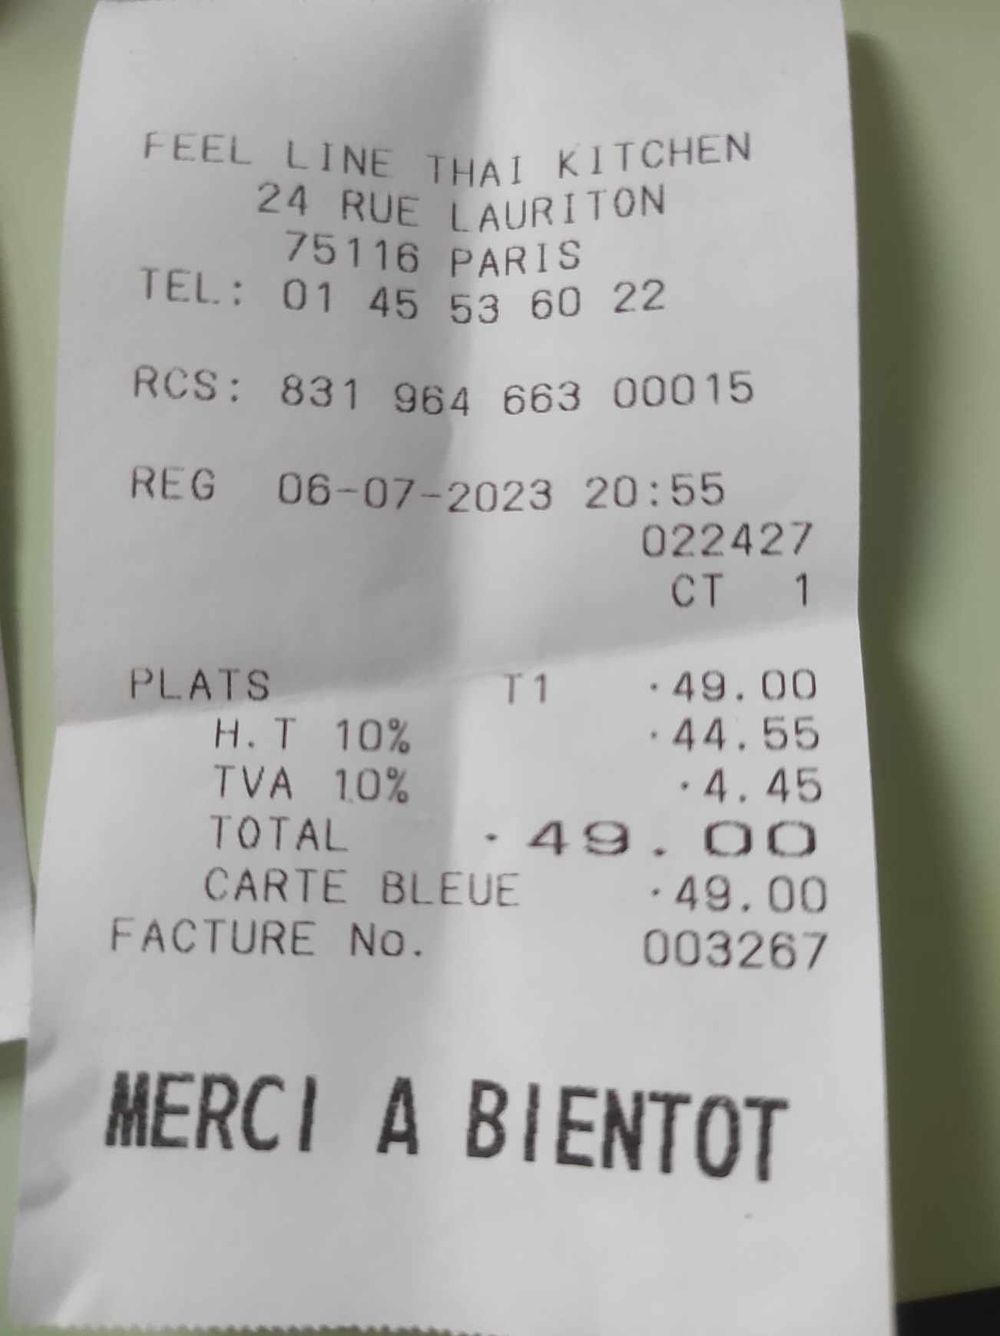 FEEL LINE THAI KITCHEN
24 RUE LAURITON
75116 PARIS
TEL: 01 45 53 60 22
RCS: 831 964 663 00015
REG 06-07-2023 20:55
022427
CT 1
PLATS T1 ·49.00
H.T 10% ·44.55
TVA 10% ·4.45
TOTAL ·49.00
CARTE BLEUE ·49.00
FACTURE No. 003267
MERCI A BIENTOT